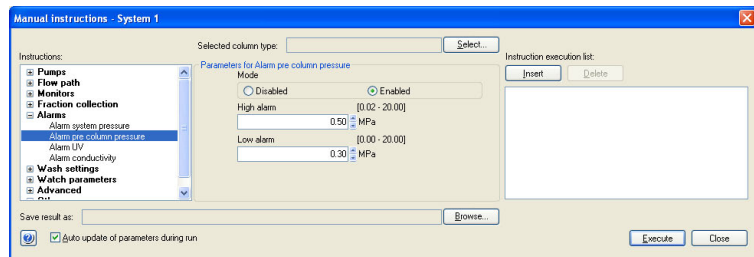 Manual instructions - System 1
Selected column type:
Select...
Instructions:
Pumps
Flow path
Monitors
Fraction collection
Alarms
Alarm system pressure
Alarm pre column pressure
Alarm UV
Alarm conductivity
Wash settings
Watch parameters
Advanced
Parameters for Alarm pre column pressure
Mode
Disabled Enabled
High alarm [0.02 - 20.00]
0.50 MPa
Low alarm [0.00 - 20.00]
0.30 MPa
Instruction execution list:
Insert Delete
Save result as:
Browse...
Auto update of parameters during run
Execute Close